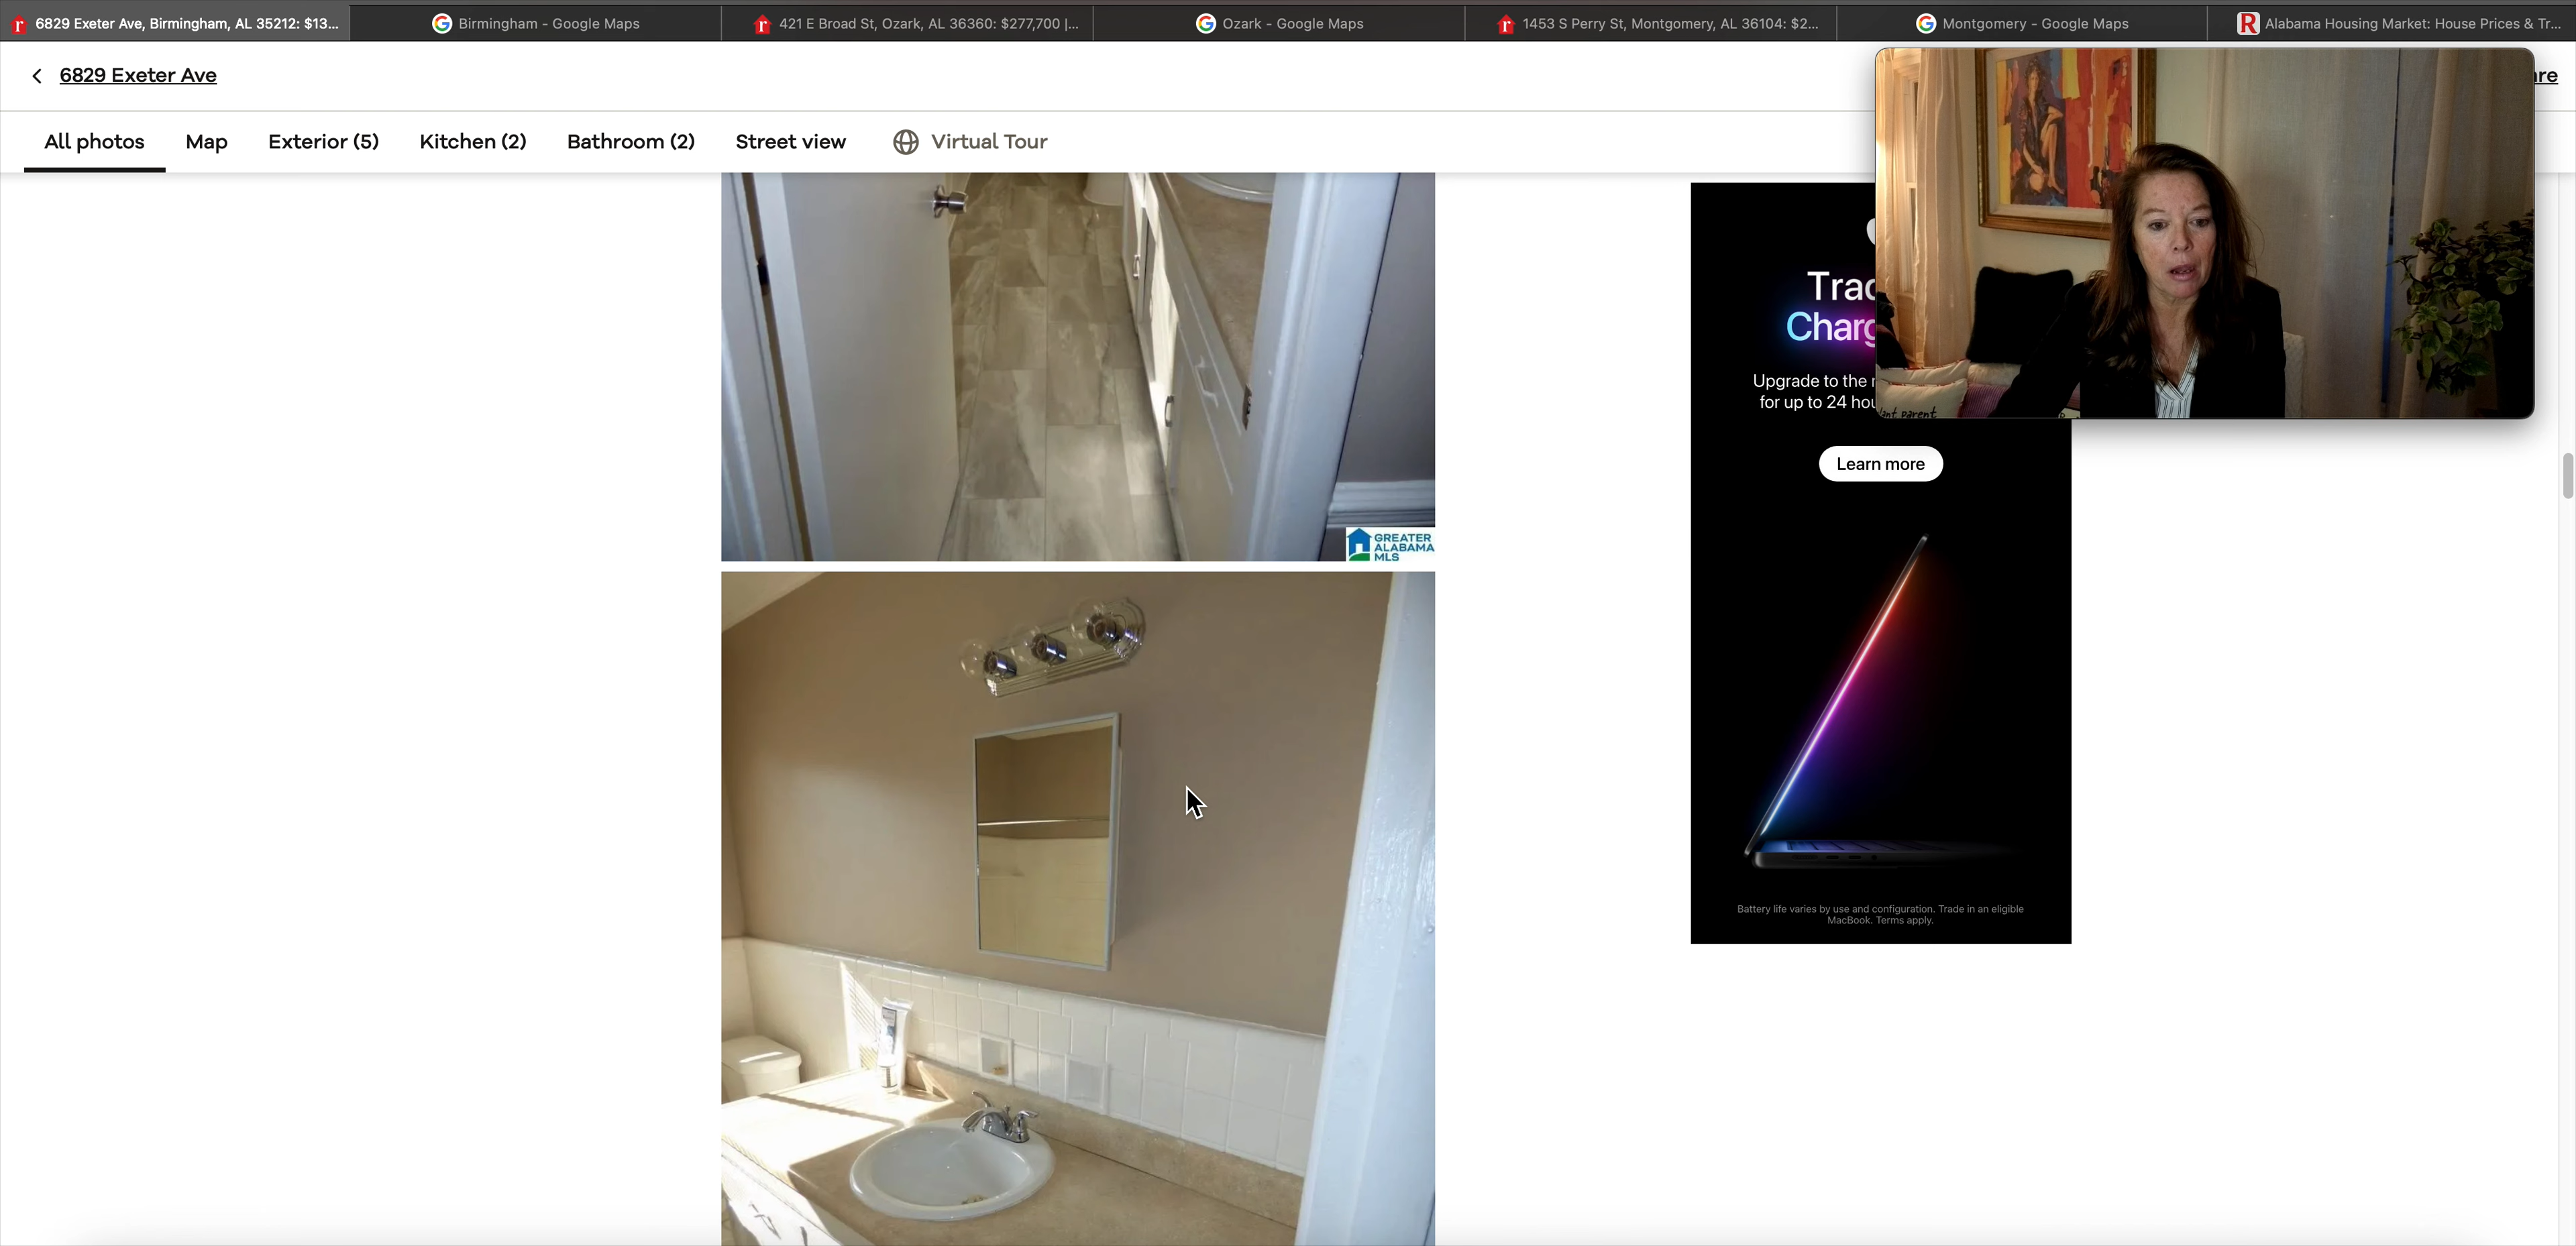 6829 Exeter Ave, Birmingham, AL 35212: $13...
Birmingham - Google Maps
421 E Broad St, Ozark, AL 36360: $277,700 |...
Ozark - Google Maps
1453 S Perry St, Montgomery, AL 36104: $2...
Montgomery - Google Maps
Alabama Housing Market: House Prices & Tr...
6829 Exeter Ave
All photos
Map
Exterior (5)
Kitchen (2)
Bathroom (2)
Street view
Virtual Tour
GREATER
ALABAMA
MLS
Upgrade to the
for up to 24
Learn more
Battery life varies by use and configuration. Trade in an eligible
MacBook. Terms apply.
parent